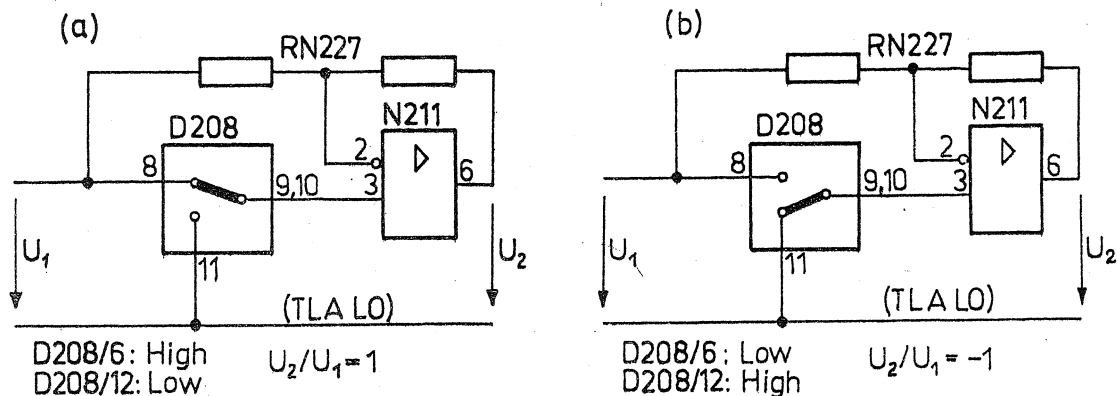 (a)
RN227
N211
D208
8
9,10
2
3
6
11
U₁
U₂
(TLA LO)
D208/6: High
D208/12: Low
U₂/U₁ = 1
(b)
RN227
N211
D208
8
9,10
2
3
6
11
U₁
U₂
(TLA LO)
D208/6: Low
D208/12: High
U₂/U₁ = -1